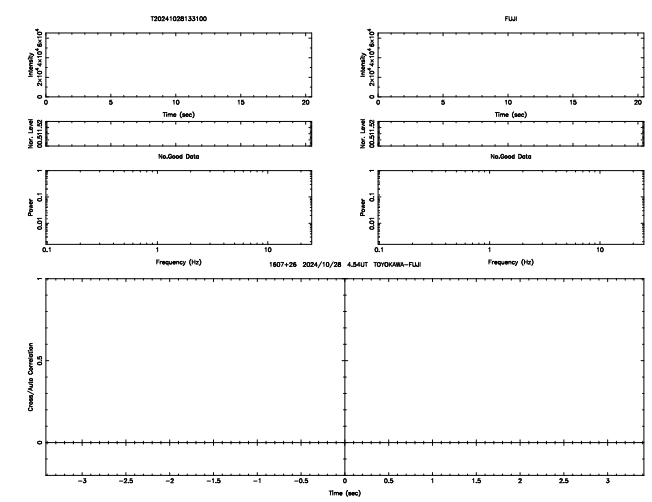 T20241028133100 FUJI
Intensity 0 2×10⁴ 4×10⁴ 6×10⁴ Intensity 0 2×10⁴ 4×10⁴ 6×10⁴
0 5 10 15 20 0 5 10 15 20
Time (sec) Time (sec)
Nor. Level 00.511.52 Nor. Level 00.511.52
No.Good Data No.Good Data
Power 0.01 0.1 1 Power 0.01 0.1 1
0.1 1 10 0.1 1 10
Frequency (Hz) Frequency (Hz)
1607+26 2024/10/28 4.54UT TOYOKAWA-FUJI
Cross/Auto Correlation 0 0.5 1
-3 -2.5 -2 -1.5 -1 -0.5 0 0.5 1 1.5 2 2.5 3
Time (sec)